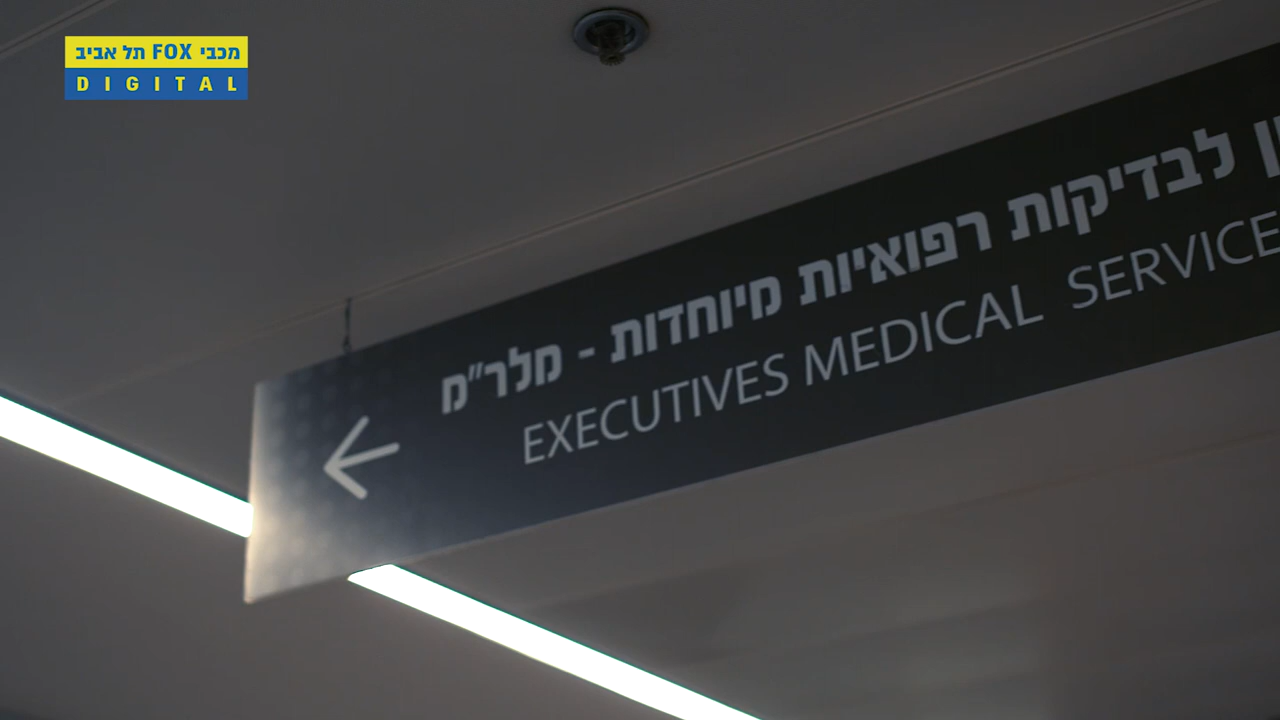 מכבי FOX תל אביב
DIGITAL
לבדיקות רפואיות מיוחדות - מלר"מ
EXECUTIVES MEDICAL SERVICE